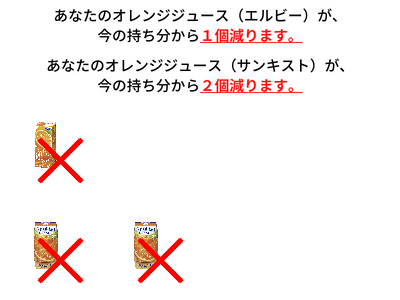 あなたのオレンジジュース（エルビー）が、
今の持ち分から１個減ります。
あなたのオレンジジュース（サンキスト）が、
今の持ち分から２個減ります。